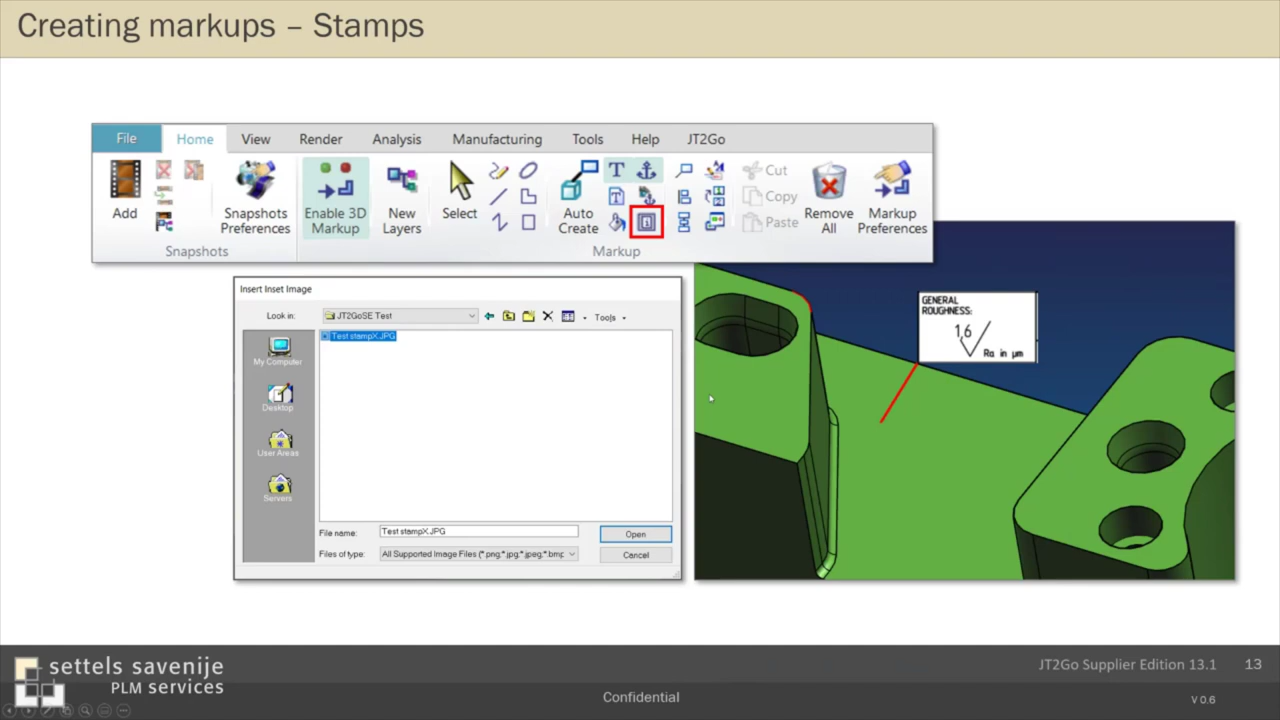 Creating markups – Stamps
File Home View Render Analysis Manufacturing Tools Help JT2Go
Add
Snapshots Preferences
Enable 3D Markup
New Layers
Select
Auto Create
Cut
Copy
Paste
Remove All
Markup Preferences
Snapshots
Markup
Insert Inset Image
Look in: JT2GoSE Test Tools
Test stampX.JPG
My Computer
Desktop
User Areas
Servers
File name: Test stampX.JPG Open
Files of type: All Supported Image Files (*.png;*.jpg;*.jpeg;*.bmp; Cancel
GENERAL
ROUGHNESS:
1,6
Ra in µm
settels savenije
PLM services
Confidential
JT2Go Supplier Edition 13.1 13
V 0.6